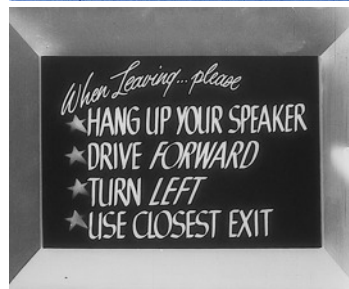 When Leaving... please
HANG UP YOUR SPEAKER
DRIVE FORWARD
TURN LEFT
USE CLOSEST EXIT